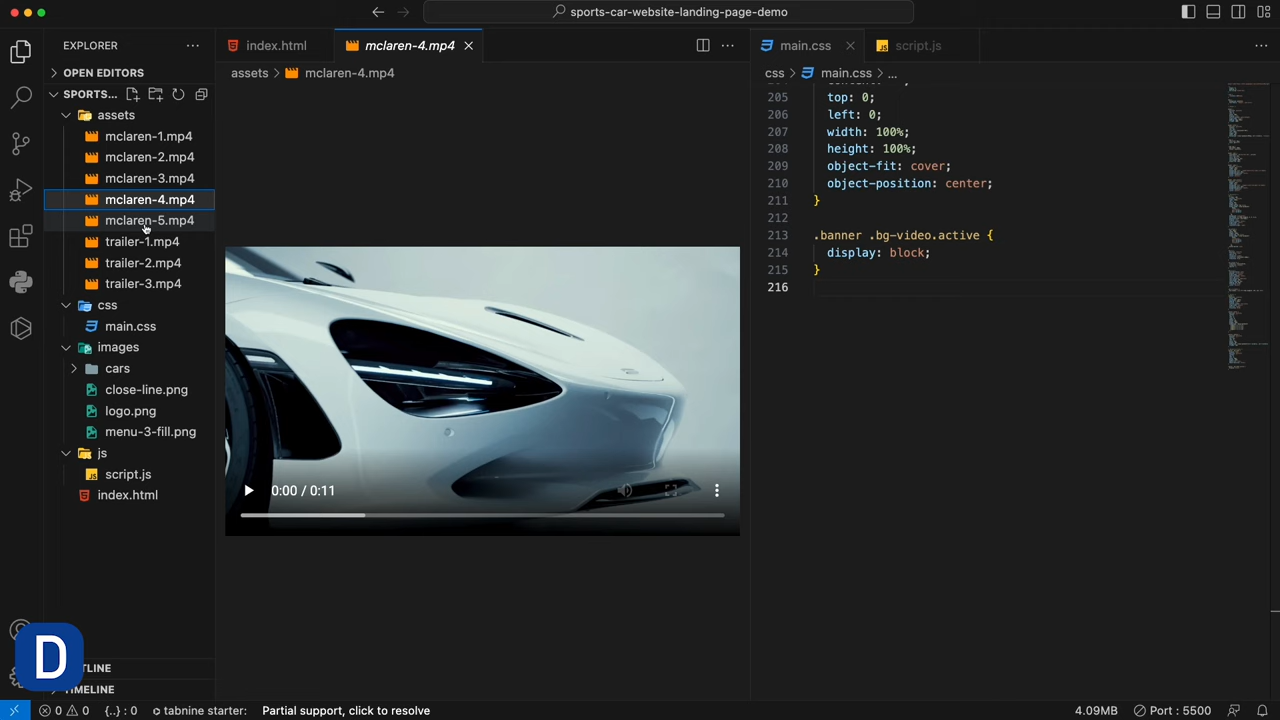 sports-car-website-landing-page-demo
EXPLORER
index.html
mclaren-4.mp4
main.css
script.js
OPEN EDITORS
assets
mclaren-4.mp4
css
main.css
...
SPORTS...
assets
mclaren-1.mp4
mclaren-2.mp4
mclaren-3.mp4
mclaren-4.mp4
mclaren-5.mp4
trailer-1.mp4
trailer-2.mp4
trailer-3.mp4
css
main.css
images
cars
close-line.png
logo.png
menu-3-fill.png
js
script.js
index.html
TIMELINE
0:00 / 0:11
205 top: 0;
206 left: 0;
207 width: 100%;
208 height: 100%;
209 object-fit: cover;
210 object-position: center;
211 }
212
213 .banner .bg-video.active {
214 display: block;
215 }
216
D
0 0 {..} : 0 tabnine starter: Partial support, click to resolve
4.09MB Port : 5500